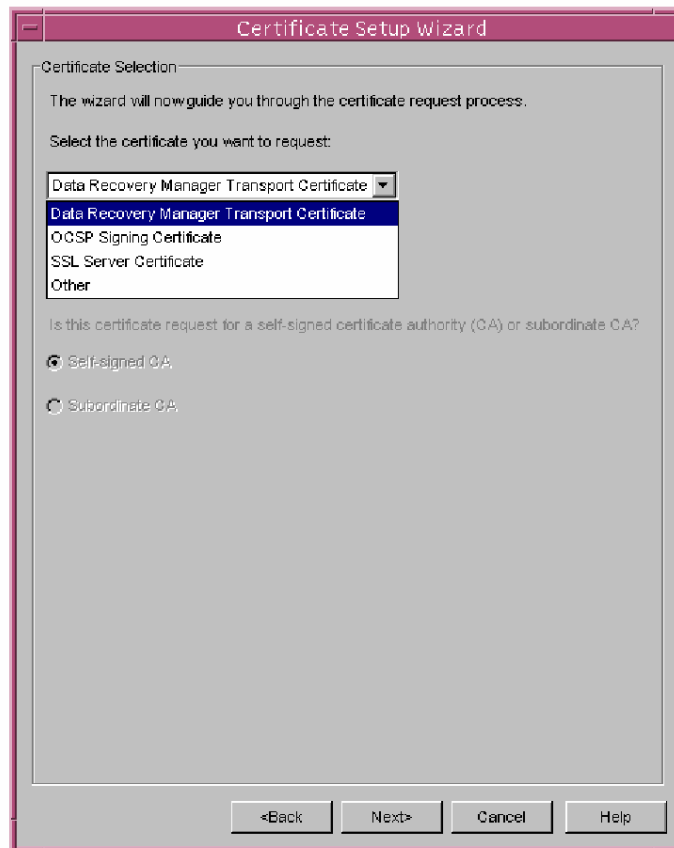 Certificate Setup Wizard
Certificate Selection
The wizard will now guide you through the certificate request process.
Select the certificate you want to request:
Data Recovery Manager Transport Certificate
Data Recovery Manager Transport Certificate
OCSP Signing Certificate
SSL Server Certificate
Other
Is this certificate request for a self-signed certificate authority (CA) or subordinate CA?
Self-signed CA
Subordinate CA
<Back Next> Cancel Help